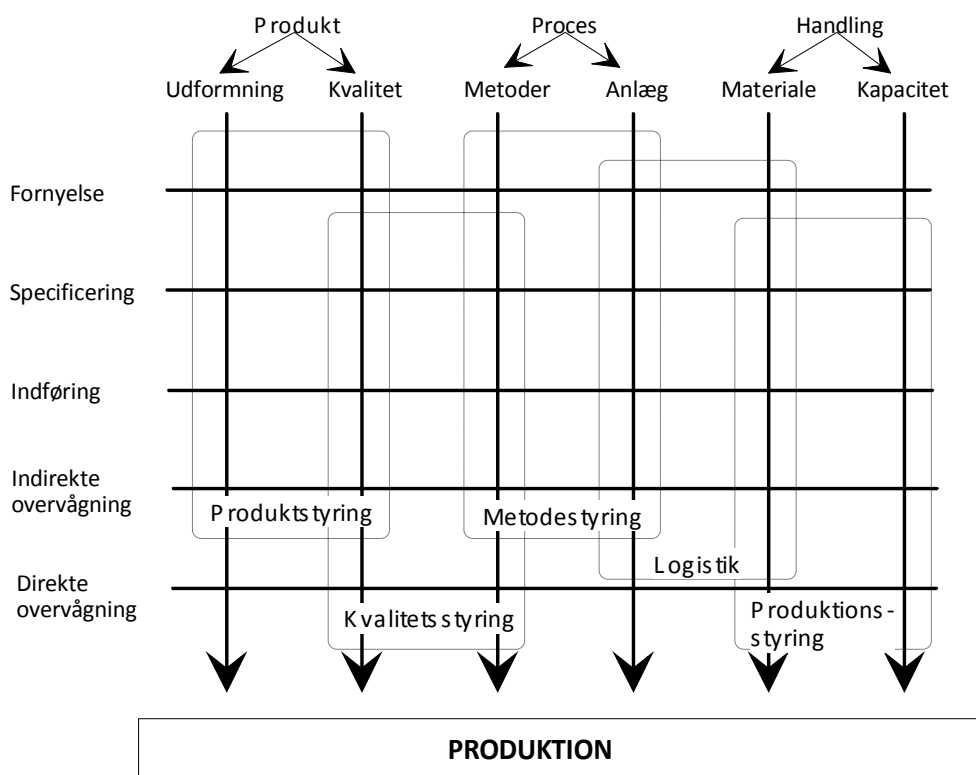 Produkt Proces Handling
Udformning Kvalitet Metoder Anlæg Materiale Kapacitet
Fornyelse
Specificering
Indføring
Indirekte
overvågning
Produktstyring Metodestyring
Logistik
Direkte
overvågning
Kvalitetsstyring
Produktions-
styring
PRODUKTION